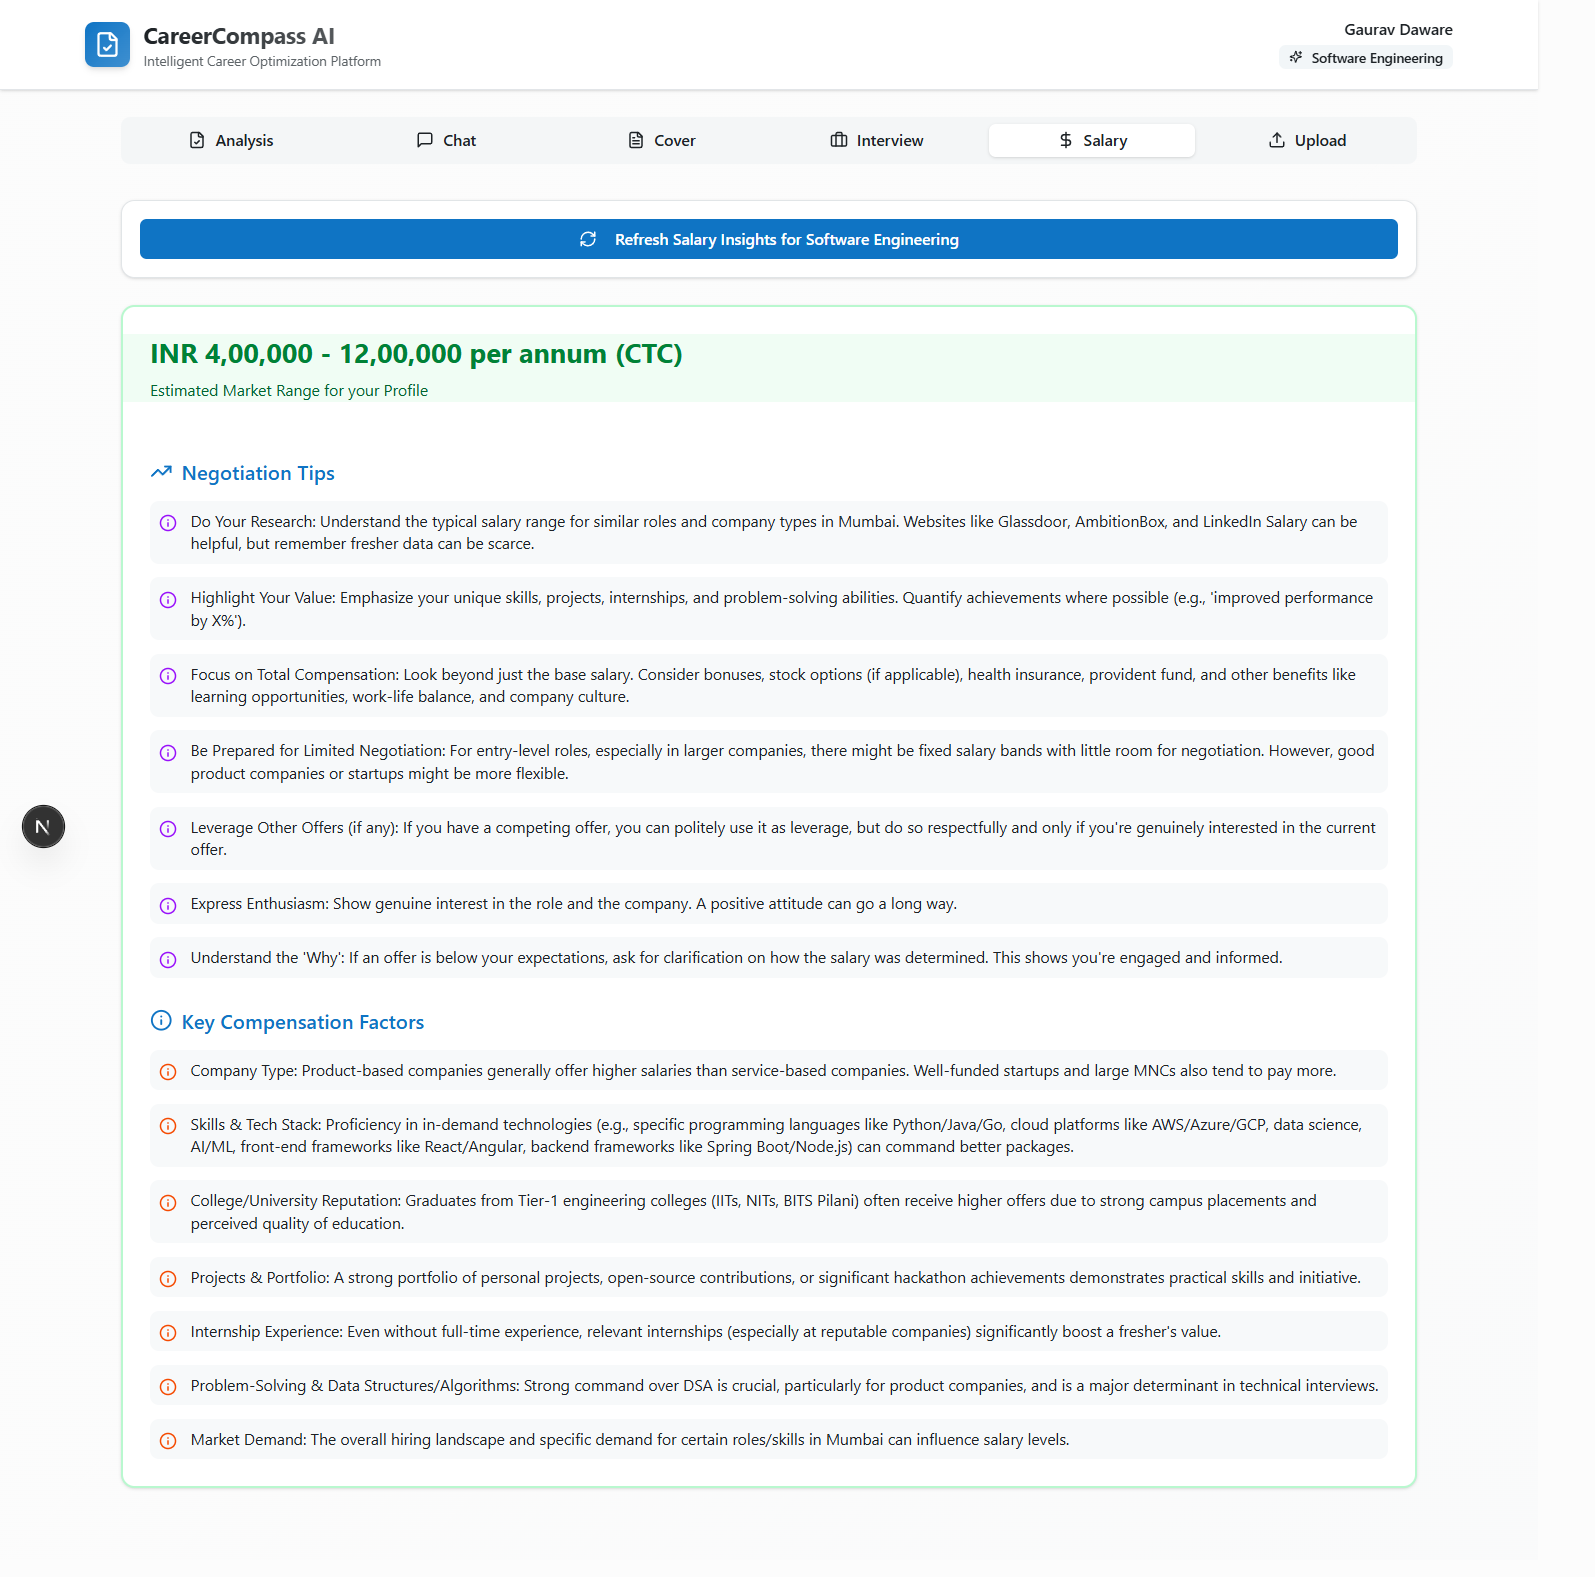 CareerCompass AI
Intelligent Career Optimization Platform
Gaurav Daware
Software Engineering
Analysis
Chat
Cover
Interview
Salary
Upload
Refresh Salary Insights for Software Engineering
INR 4,00,000 - 12,00,000 per annum (CTC)
Estimated Market Range for your Profile
Negotiation Tips
Do Your Research: Understand the typical salary range for similar roles and company types in Mumbai. Websites like Glassdoor, AmbitionBox, and LinkedIn Salary can be
helpful, but remember fresher data can be scarce.
Highlight Your Value: Emphasize your unique skills, projects, internships, and problem-solving abilities. Quantify achievements where possible (e.g., 'improved performance
by X%').
Focus on Total Compensation: Look beyond just the base salary. Consider bonuses, stock options (if applicable), health insurance, provident fund, and other benefits like
learning opportunities, work-life balance, and company culture.
Be Prepared for Limited Negotiation: For entry-level roles, especially in larger companies, there might be fixed salary bands with little room for negotiation. However, good
product companies or startups might be more flexible.
N
Leverage Other Offers (if any): If you have a competing offer, you can politely use it as leverage, but do so respectfully and only if you're genuinely interested in the current
offer.
Express Enthusiasm: Show genuine interest in the role and the company. A positive attitude can go a long way.
Understand the 'Why': If an offer is below your expectations, ask for clarification on how the salary was determined. This shows you're engaged and informed.
Key Compensation Factors
Company Type: Product-based companies generally offer higher salaries than service-based companies. Well-funded startups and large MNCs also tend to pay more.
Skills & Tech Stack: Proficiency in in-demand technologies (e.g., specific programming languages like Python/Java/Go, cloud platforms like AWS/Azure/GCP, data science,
AI/ML, front-end frameworks like React/Angular, backend frameworks like Spring Boot/Node.js) can command better packages.
College/University Reputation: Graduates from Tier-1 engineering colleges (IITs, NITs, BITS Pilani) often receive higher offers due to strong campus placements and
perceived quality of education.
Projects & Portfolio: A strong portfolio of personal projects, open-source contributions, or significant hackathon achievements demonstrates practical skills and initiative.
Internship Experience: Even without full-time experience, relevant internships (especially at reputable companies) significantly boost a fresher's value.
Problem-Solving & Data Structures/Algorithms: Strong command over DSA is crucial, particularly for product companies, and is a major determinant in technical interviews.
Market Demand: The overall hiring landscape and specific demand for certain roles/skills in Mumbai can influence salary levels.